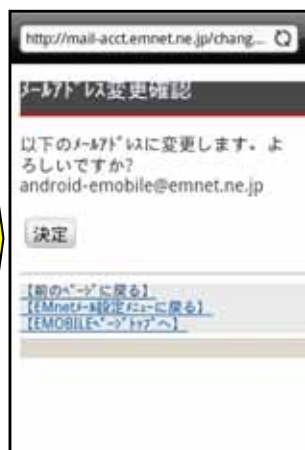 http://mail-acct.emnet.ne.jp/chang...
ﾒｰﾙｱﾄﾞﾚｽ変更確認
以下のﾒｰﾙｱﾄﾞﾚｽに変更します。よ
ろしいですか?
android-emobile@emnet.ne.jp
決定
【前のﾍﾟｰｼﾞに戻る】
【EMnetﾒｰﾙ設定ﾒﾆｭｰに戻る】
【EMOBILEﾍﾟｰｼﾞﾄｯﾌﾟへ】